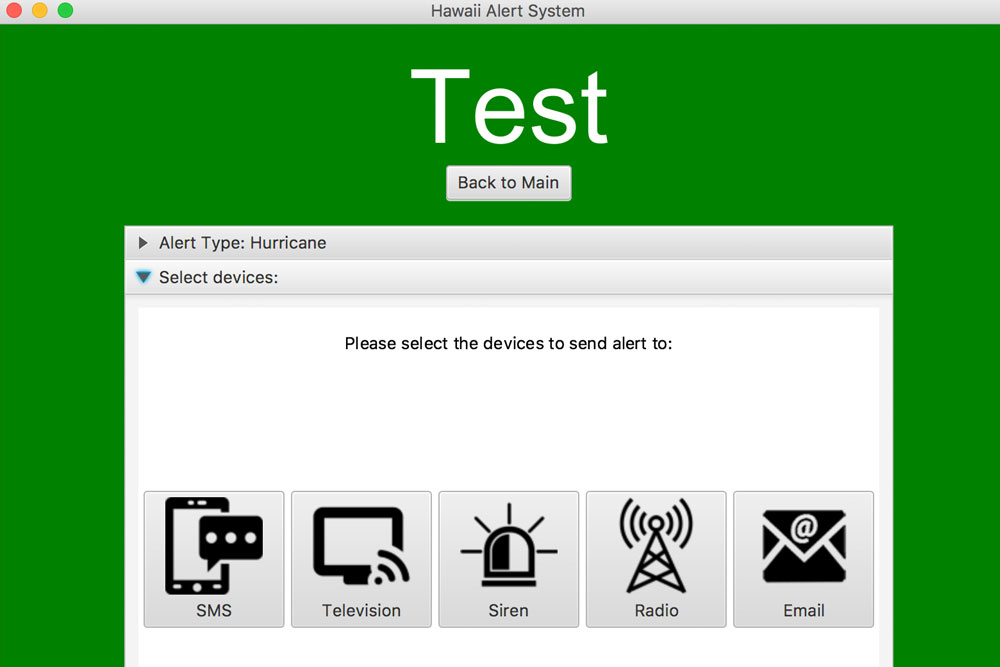 Hawaii Alert System
Test
Back to Main
Alert Type: Hurricane
Select devices:
Please select the devices to send alert to:
@
SMS Television Siren Radio Email